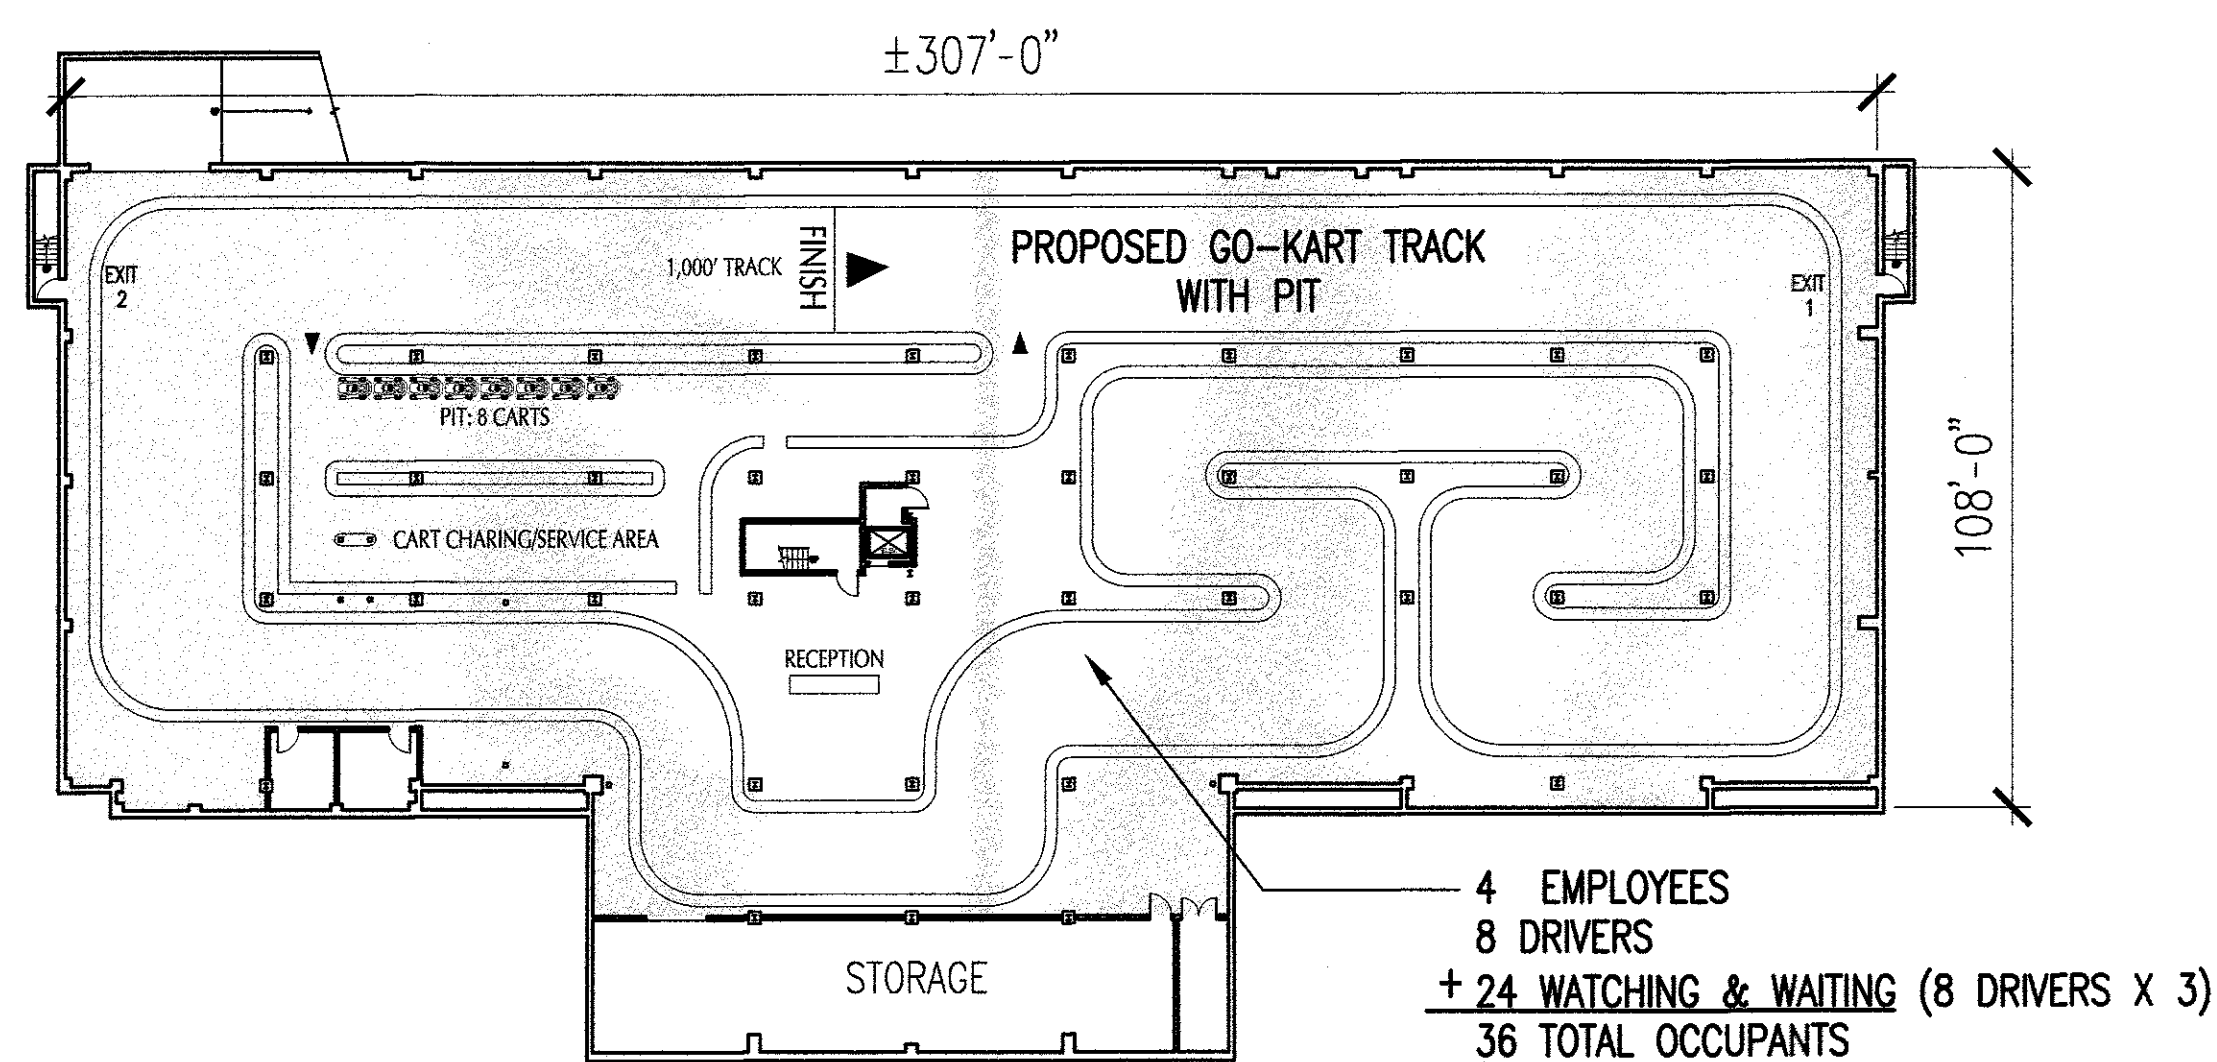 ±307'-0"
FINISH
1,000' TRACK
PROPOSED GO-KART TRACK
WITH PIT
EXIT
2
EXIT
1
PIT: 8 CARTS
108'-0"
CART CHARING/SERVICE AREA
RECEPTION
4 EMPLOYEES
8 DRIVERS
+ 24 WATCHING & WAITING (8 DRIVERS X 3)
36 TOTAL OCCUPANTS
STORAGE